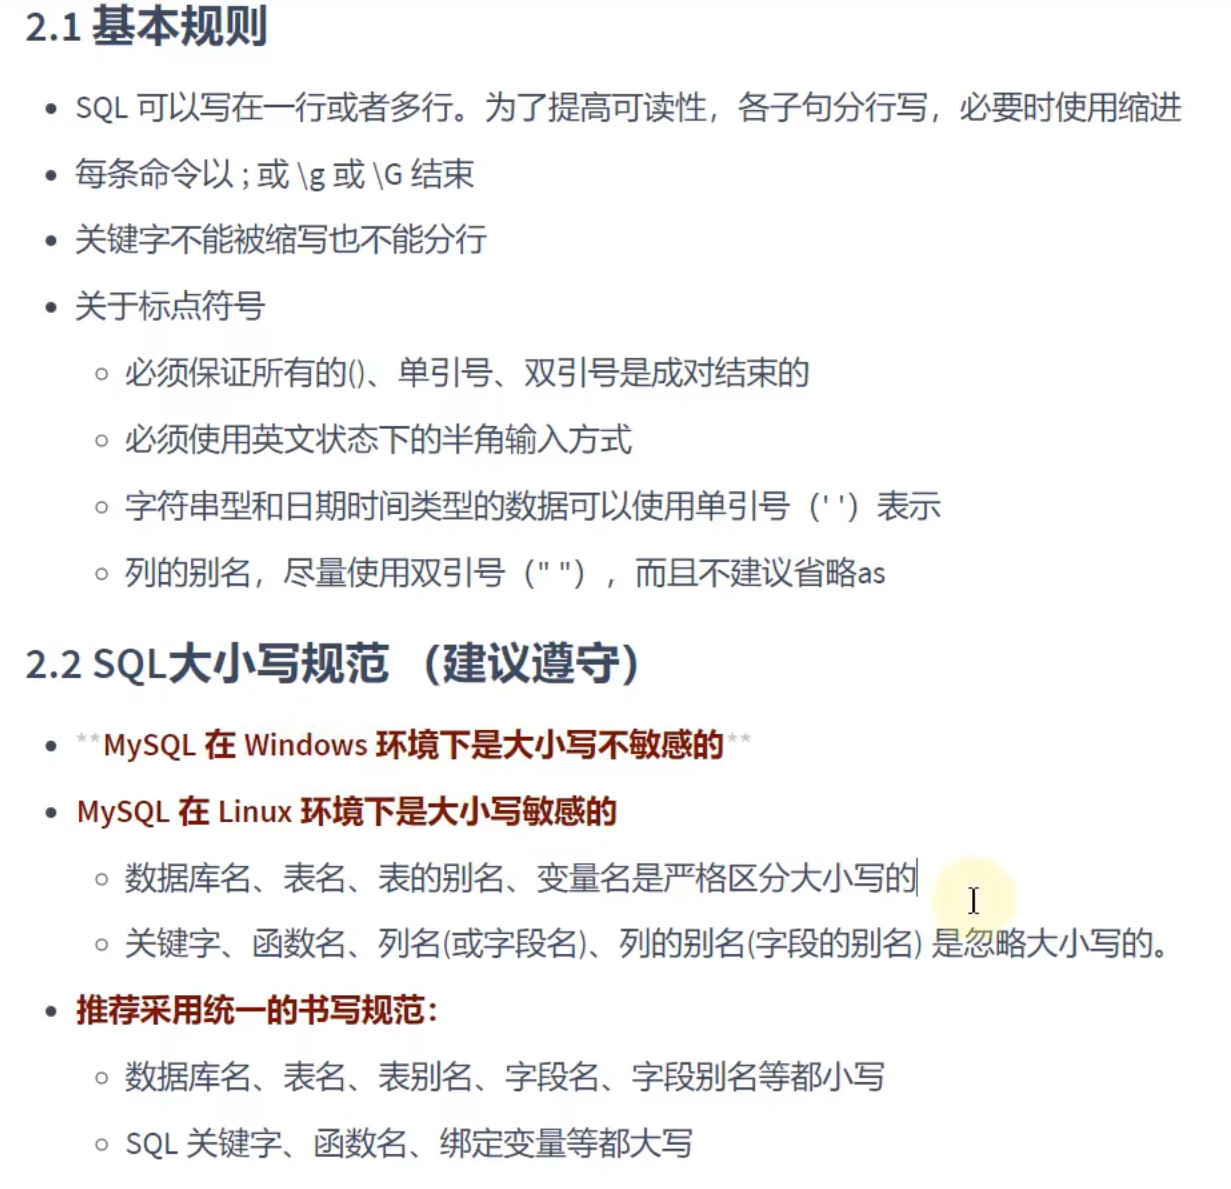 2.1 基本规则
• SQL 可以写在一行或者多行。为了提高可读性，各子句分行写，必要时使用缩进
• 每条命令以 ; 或 \g 或 \G 结束
• 关键字不能被缩写也不能分行
• 关于标点符号
○ 必须保证所有的()、单引号、双引号是成对结束的
○ 必须使用英文状态下的半角输入方式
○ 字符串型和日期时间类型的数据可以使用单引号（' '）表示
○ 列的别名，尽量使用双引号（" "），而且不建议省略as
2.2 SQL大小写规范 （建议遵守）
• **MySQL 在 Windows 环境下是大小写不敏感的**
• MySQL 在 Linux 环境下是大小写敏感的
○ 数据库名、表名、表的别名、变量名是严格区分大小写的
○ 关键字、函数名、列名(或字段名)、列的别名(字段的别名) 是忽略大小写的。
• 推荐采用统一的书写规范：
○ 数据库名、表名、表别名、字段名、字段别名等都小写
○ SQL 关键字、函数名、绑定变量等都大写